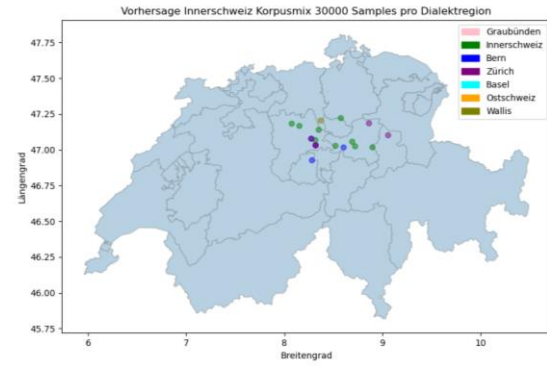 Vorhersage Innerschweiz Korpusmix 30000 Samples pro Dialektregion
Graubünden
Innerschweiz
Bern
Zürich
Basel
Ostschweiz
Wallis
47.75
47.50
47.25
47.00
46.75
46.50
46.25
46.00
45.75
Längengrad
6
7
8
9
10
Breitengrad